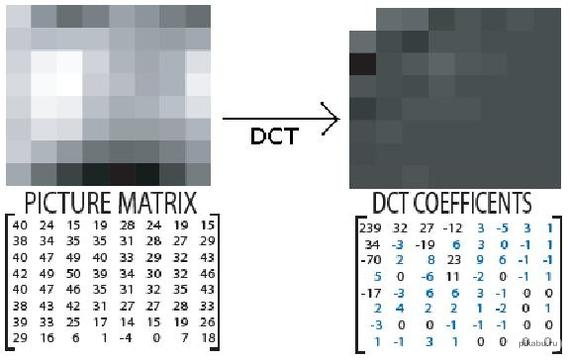 DCT
PICTURE MATRIX
40 24 15 19 28 24 19 15
38 34 35 35 31 28 27 29
40 47 49 40 33 29 32 43
42 49 50 39 34 30 32 46
40 47 46 35 31 32 35 43
38 43 42 31 27 27 28 33
39 33 25 17 14 15 19 26
29 16 6 1 -4 0 7 18
DCT COEFFICENTS
239 32 27 -12 3 -5 3 1
34 -3 -19 6 3 0 -1 1
-70 2 8 23 9 6 -1 -1
5 0 -6 11 -2 0 -1 1
-17 -3 6 6 3 -1 0 0
2 4 2 2 1 -2 0 1
-3 0 0 -1 -1 -1 0 0
1 -1 3 1 0 0
pikabu.ru